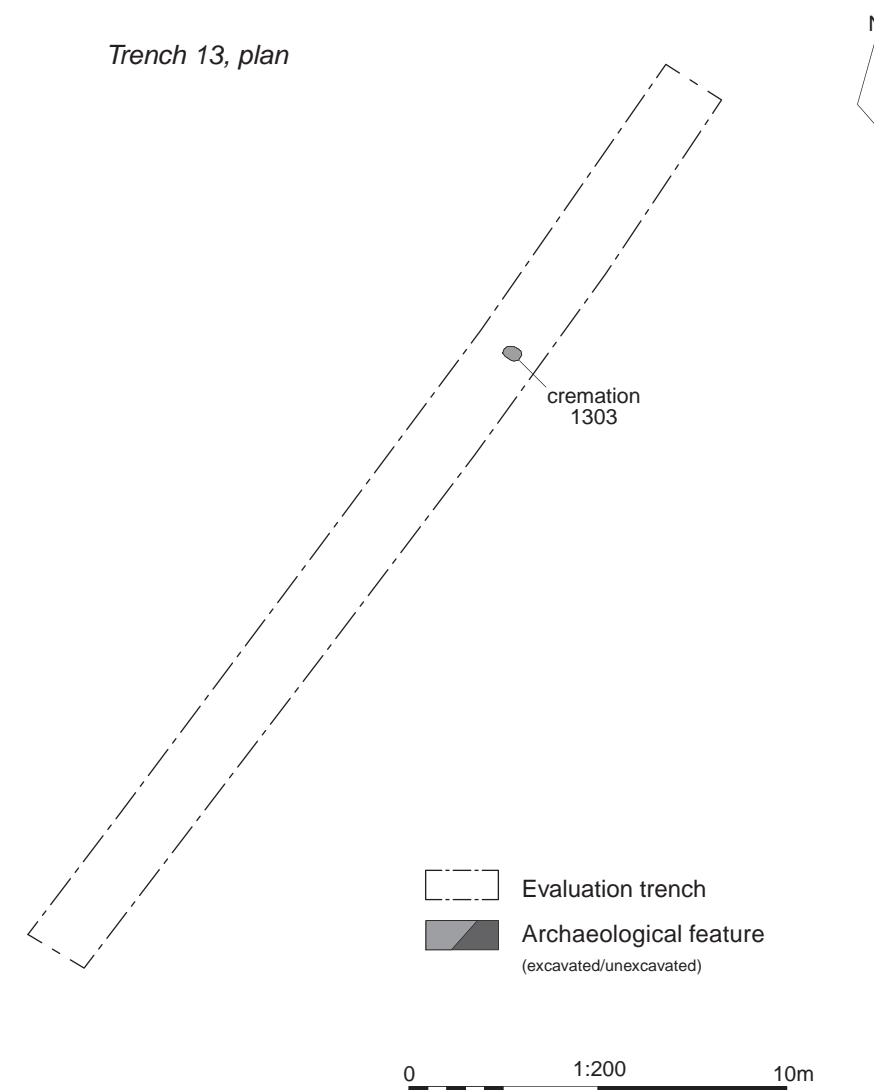 Trench 13, plan
N
cremation
1303
Evaluation trench
Archaeological feature
(excavated/unexcavated)
0 1:200 10m